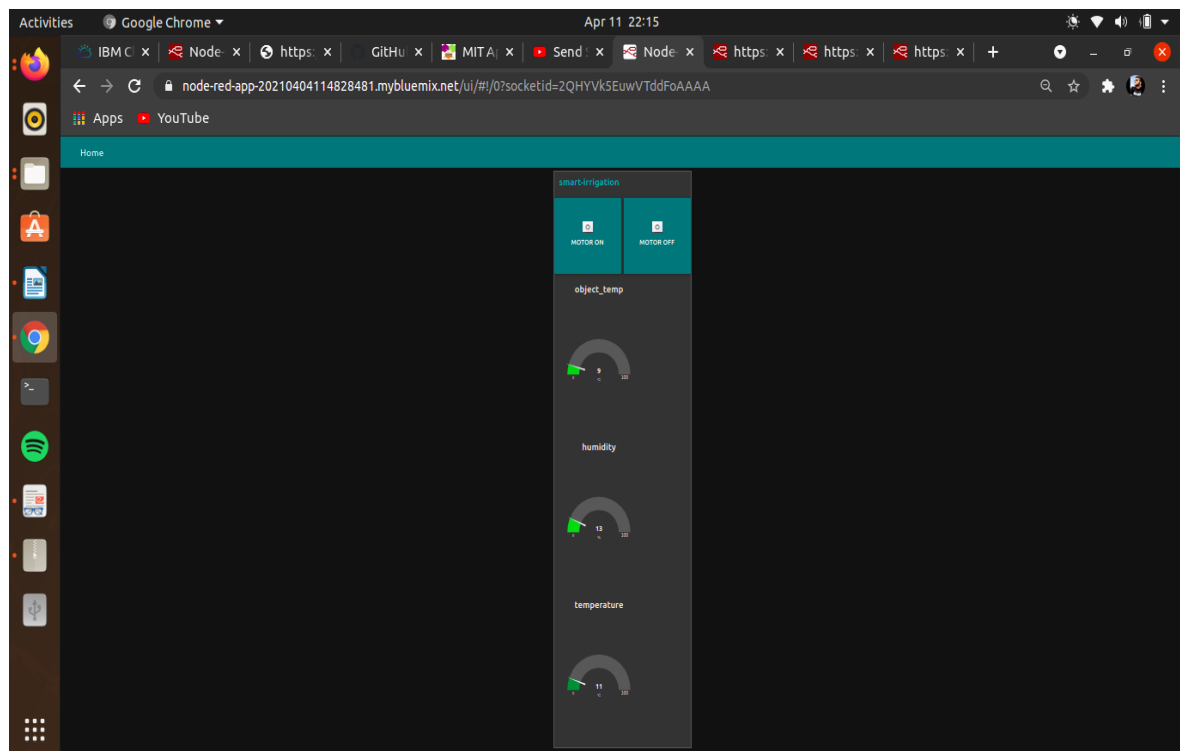 Activities Google Chrome Apr 11 22:15
IBM Cl Node- https: GitHu MIT Ap Send S Node- https: https: https:
node-red-app-20210404114828481.mybluemix.net/ui/#!/0?socketid=2QHYVk5EuwVTddFoAAAA
Apps YouTube
Home
smart-irrigation
MOTOR ON MOTOR OFF
object_temp
9
0 100
humidity
13
0 100
temperature
11
0 100